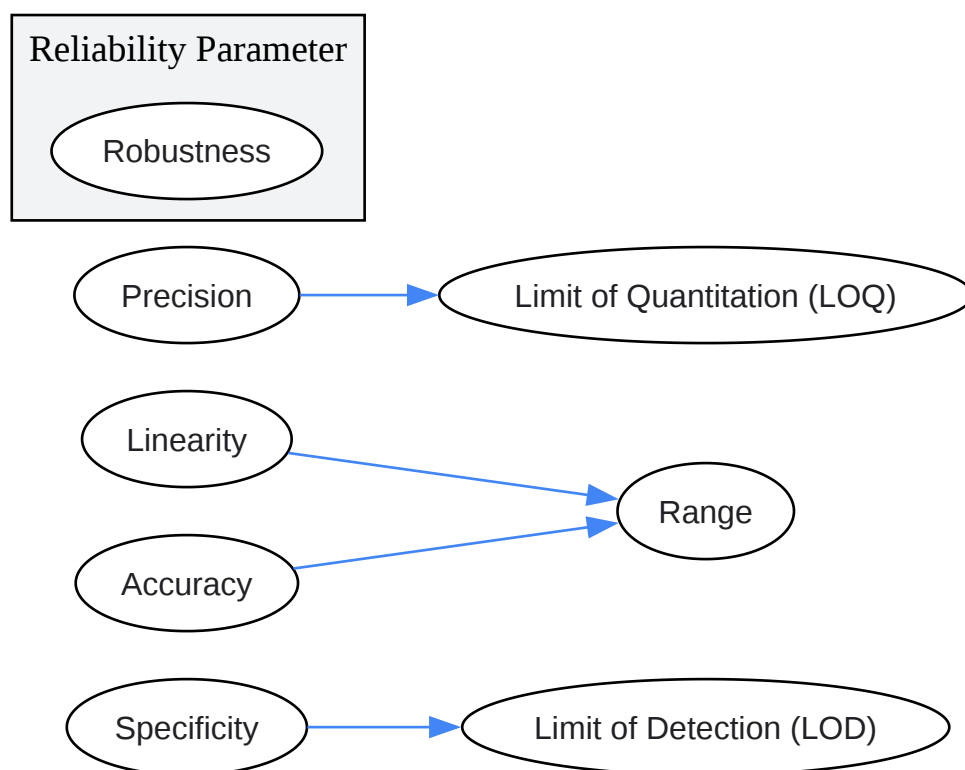 Reliability Parameter
Robustness
Precision
Limit of Quantitation (LOQ)
Linearity
Range
Accuracy
Specificity
Limit of Detection (LOD)